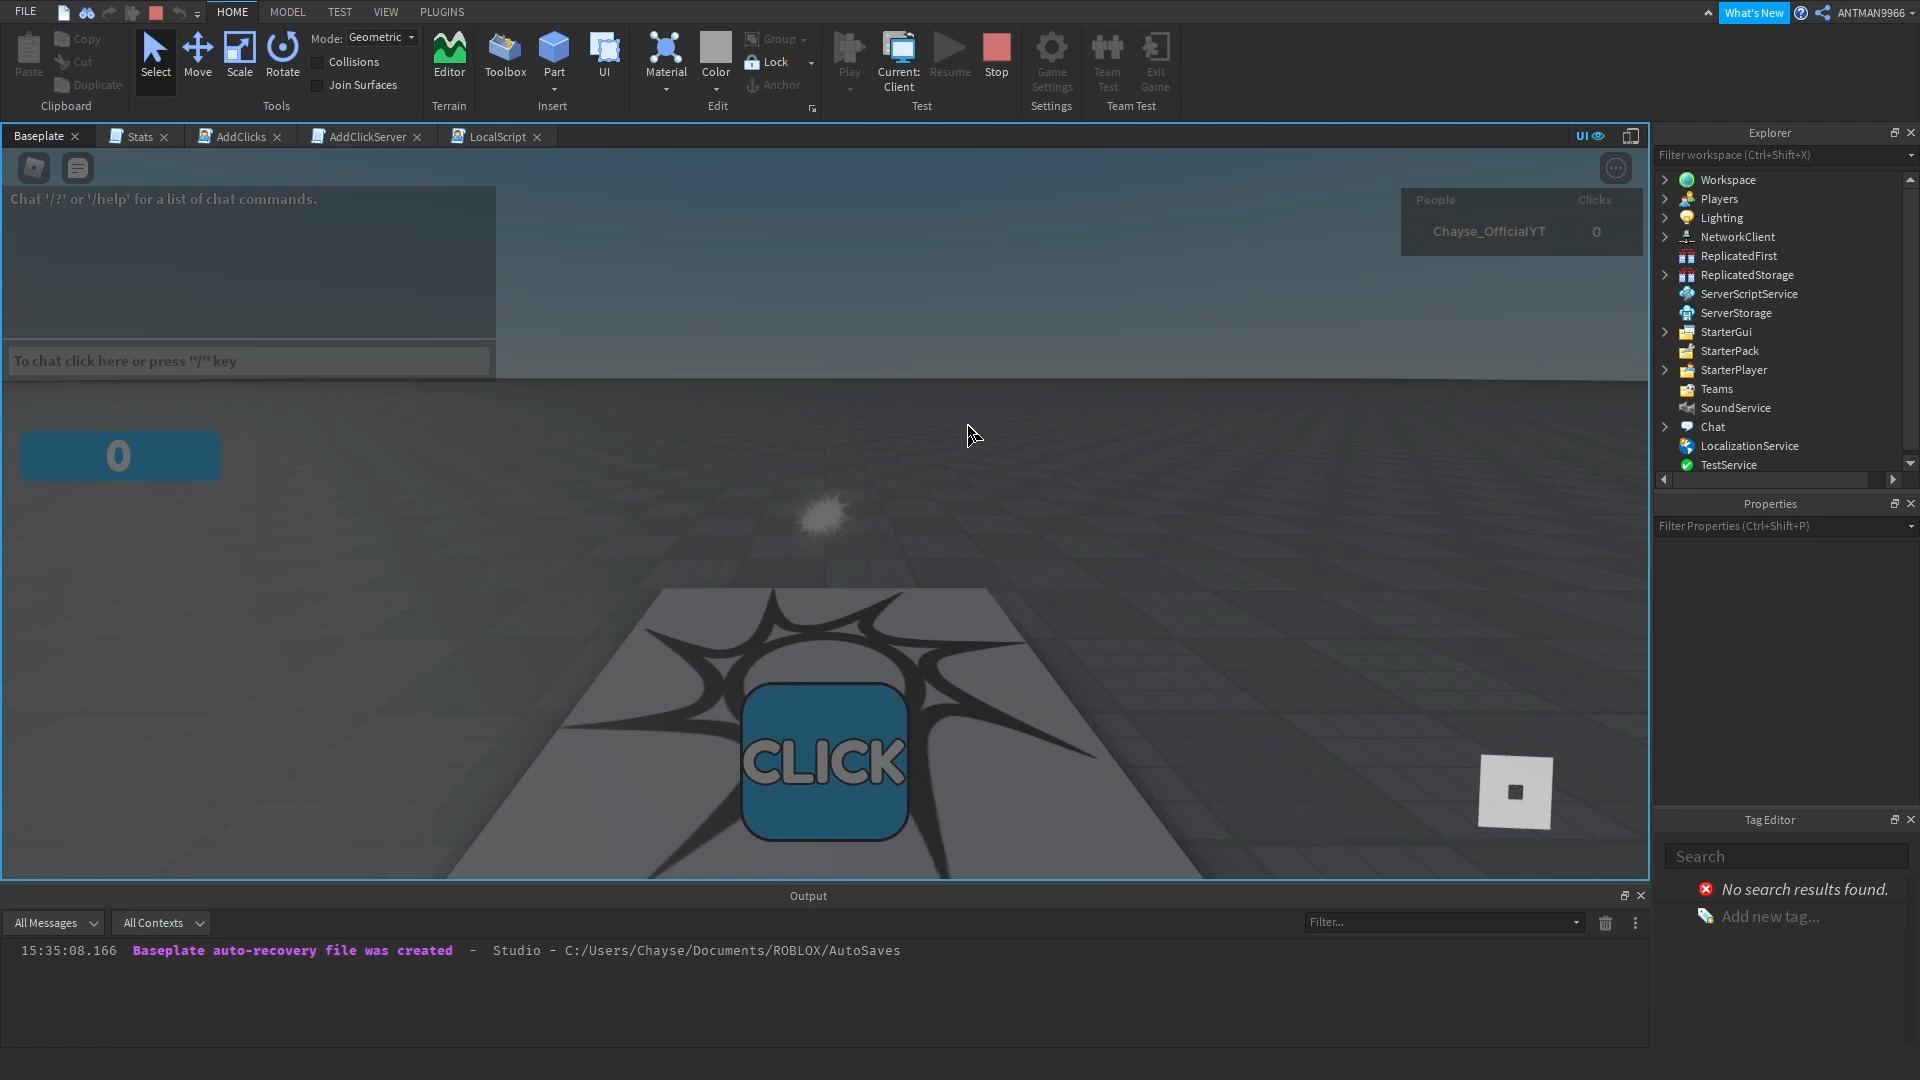 FILE HOME MODEL TEST VIEW PLUGINS What's New ANTMAN9966
Paste Copy Cut Duplicate Clipboard
Select Move Scale Rotate Mode: Geometric Collisions Join Surfaces Tools
Editor Terrain
Toolbox Part UI Insert
Material Color Group Lock Anchor Edit
Play Current: Client Resume Stop Test
Game Settings Settings
Team Test Exit Game Team Test
Baseplate Stats AddClicks AddClickServer LocalScript UI
Chat '/?' or '/help' for a list of chat commands.
To chat click here or press "/" key
People Clicks
Chayse_OfficialYT 0
0
CLICK
Explorer
Filter workspace (Ctrl+Shift+X)
Workspace
Players
Lighting
NetworkClient
ReplicatedFirst
ReplicatedStorage
ServerScriptService
ServerStorage
StarterGui
StarterPack
StarterPlayer
Teams
SoundService
Chat
LocalizationService
TestService
Properties
Filter Properties (Ctrl+Shift+P)
Tag Editor
Search
No search results found.
Add new tag...
Output
All Messages All Contexts Filter...
15:35:08.166 Baseplate auto-recovery file was created - Studio - C:/Users/Chayse/Documents/ROBLOX/AutoSaves